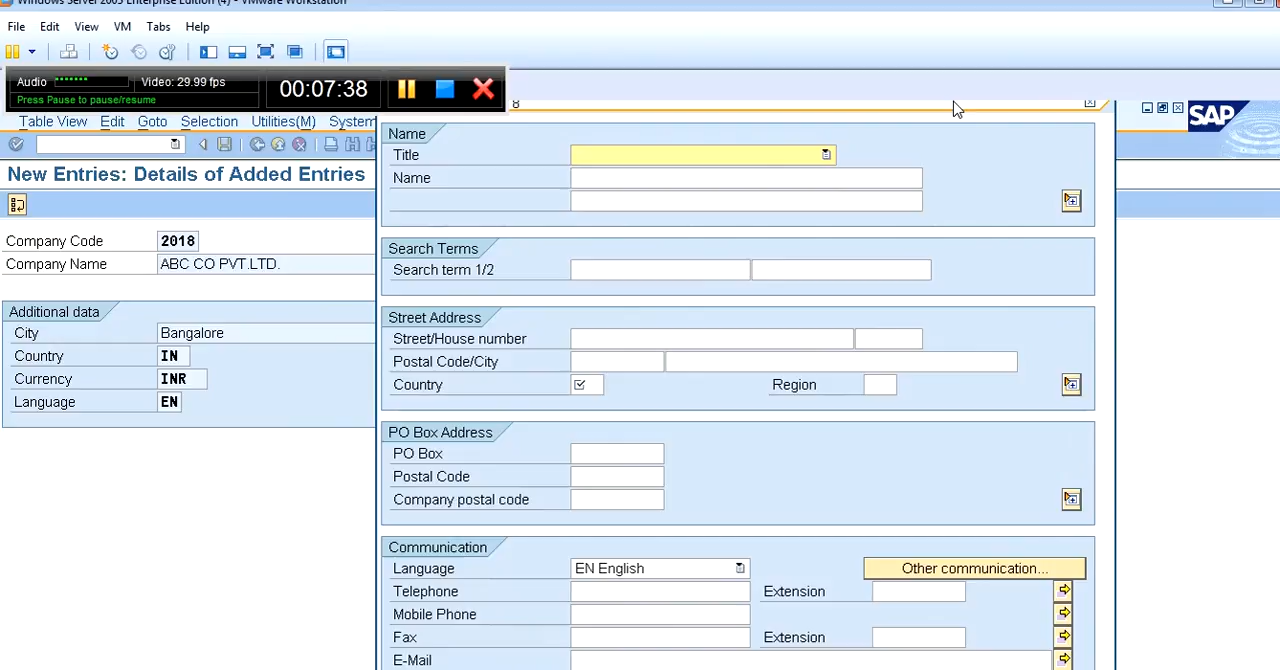 Windows Server 2003 Enterprise Edition (4) - VMware Workstation
File Edit View VM Tabs Help
Audio Video: 29.99 fps
Press Pause to pause/resume
00:07:38
Table View Edit Goto Selection Utilities(M) System
SAP
New Entries: Details of Added Entries
Company Code 2018
Company Name ABC CO PVT.LTD.
Additional data
City Bangalore
Country IN
Currency INR
Language EN
Name
Title
Name
Search Terms
Search term 1/2
Street Address
Street/House number
Postal Code/City
Country Region
PO Box Address
PO Box
Postal Code
Company postal code
Communication
Language EN English Other communication...
Telephone Extension
Mobile Phone
Fax Extension
E-Mail